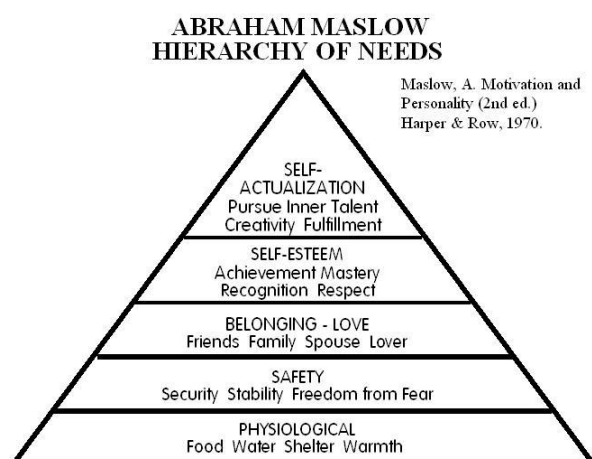 ABRAHAM MASLOW
HIERARCHY OF NEEDS
Maslow, A. Motivation and
Personality (2nd ed.)
Harper & Row, 1970.
SELF-
ACTUALIZATION
Pursue Inner Talent
Creativity Fulfillment
SELF-ESTEEM
Achievement Mastery
Recognition Respect
BELONGING - LOVE
Friends Family Spouse Lover
SAFETY
Security Stability Freedom from Fear
PHYSIOLOGICAL
Food Water Shelter Warmth